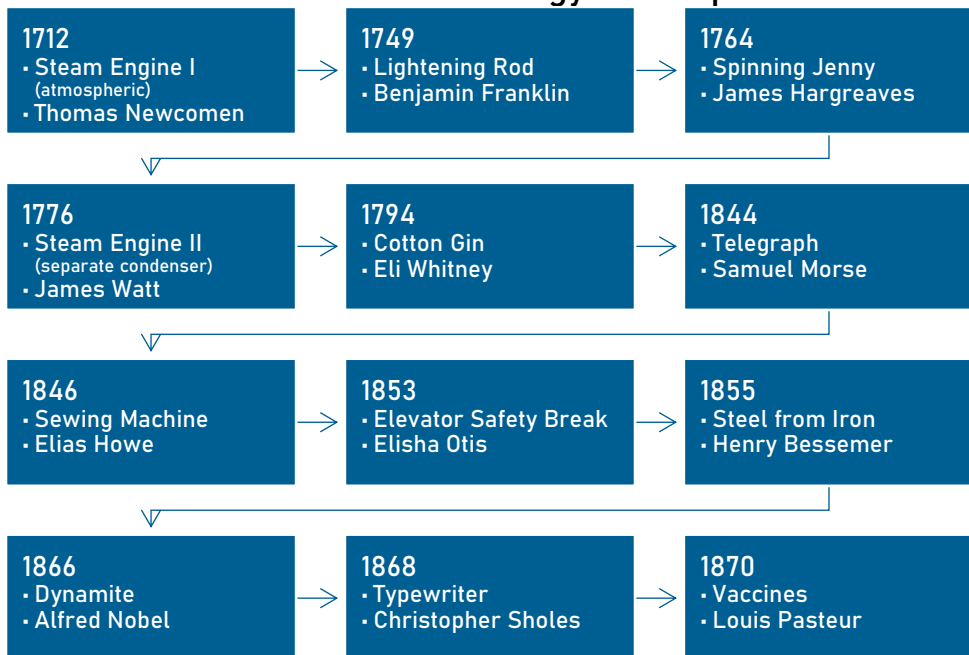 1712
▪ Steam Engine I
(atmospheric)
▪ Thomas Newcomen
1749
▪ Lightening Rod
▪ Benjamin Franklin
1764
▪ Spinning Jenny
▪ James Hargreaves
1776
▪ Steam Engine II
(separate condenser)
▪ James Watt
1794
▪ Cotton Gin
▪ Eli Whitney
1844
▪ Telegraph
▪ Samuel Morse
1846
▪ Sewing Machine
▪ Elias Howe
1853
▪ Elevator Safety Break
▪ Elisha Otis
1855
▪ Steel from Iron
▪ Henry Bessemer
1866
▪ Dynamite
▪ Alfred Nobel
1868
▪ Typewriter
▪ Christopher Sholes
1870
▪ Vaccines
▪ Louis Pasteur